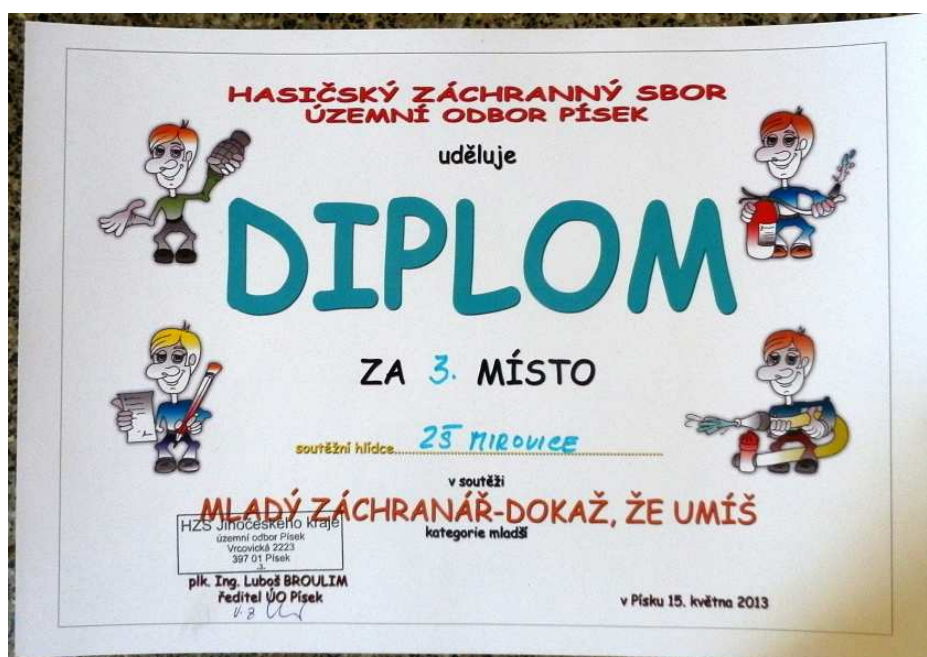 HASIČSKÝ ZÁCHRANNÝ SBOR
ÚZEMNÍ ODBOR PÍSEK
uděluje
DIPLOM
ZA 3. MÍSTO
soutěžní hlídce.... ZŠ MIROVICE
v soutěži
MLADÝ ZÁCHRANÁŘ-DOKAŽ, ŽE UMÍŠ
kategorie mladší
HZS Jihočeského kraje
územní odbor Písek
Vrcovická 2223
397 01 Písek
.3.
plk. Ing. Luboš BROULIM
ředitel ÚO Písek
v Písku 15. května 2013